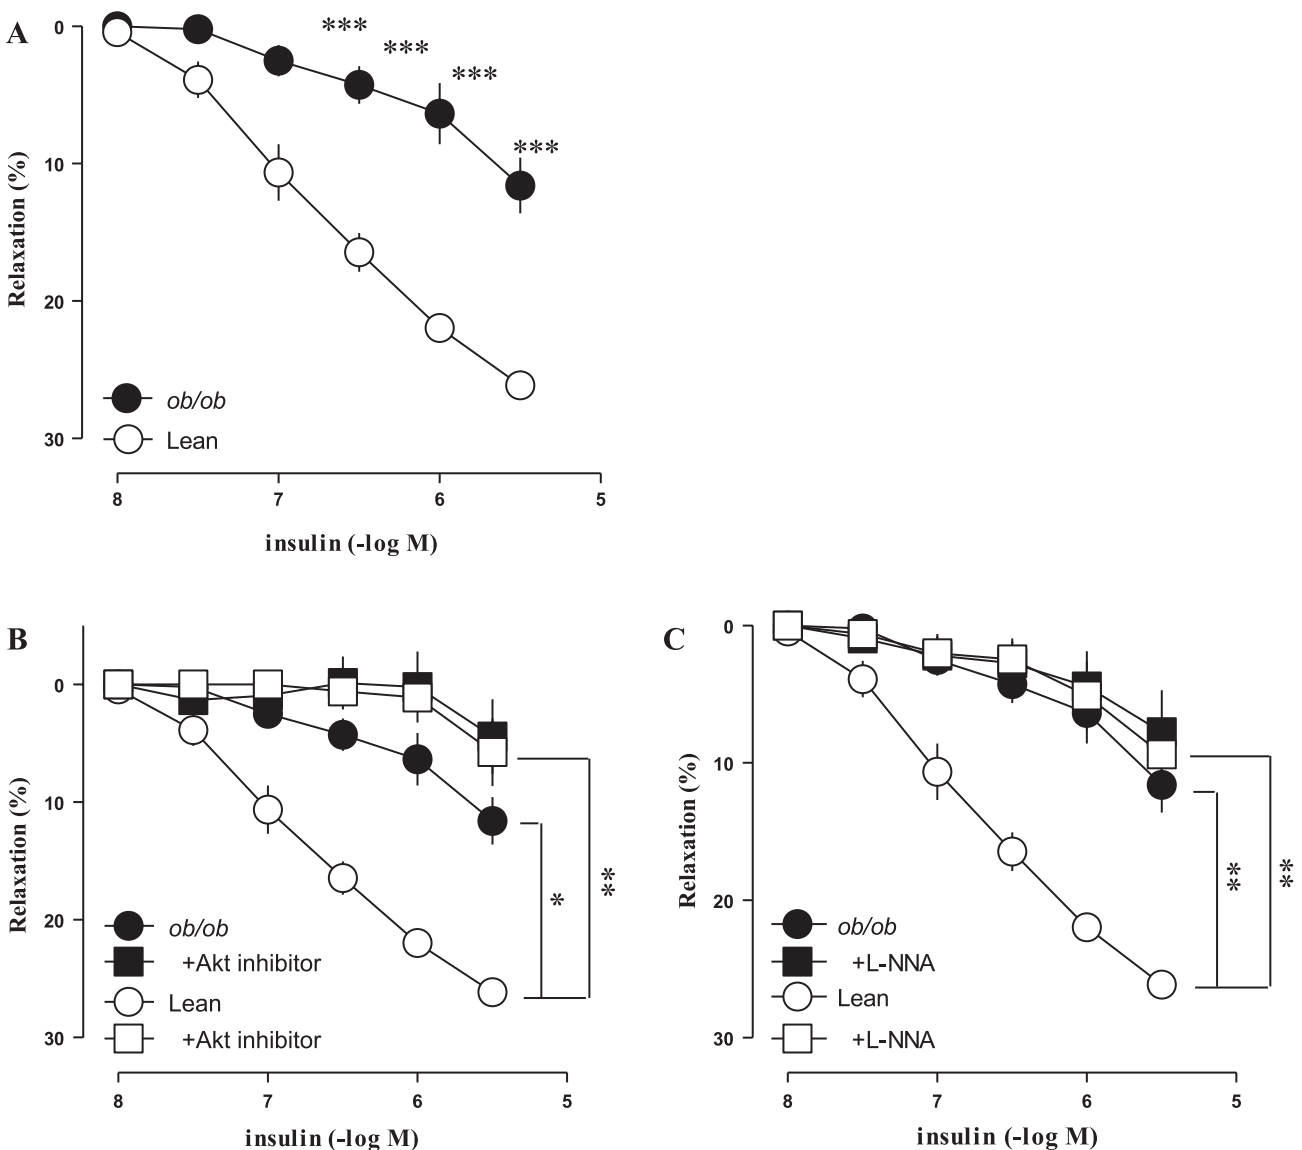 A
0
10
20
30
Relaxation (%)
***
***
***
***
ob/ob
Lean
8 7 6 5
insulin (-log M)
B
0
10
20
30
Relaxation (%)
*
**
ob/ob
+Akt inhibitor
Lean
+Akt inhibitor
8 7 6 5
insulin (-log M)
C
0
10
20
30
Relaxation (%)
**
**
ob/ob
+L-NNA
Lean
+L-NNA
8 7 6 5
insulin (-log M)